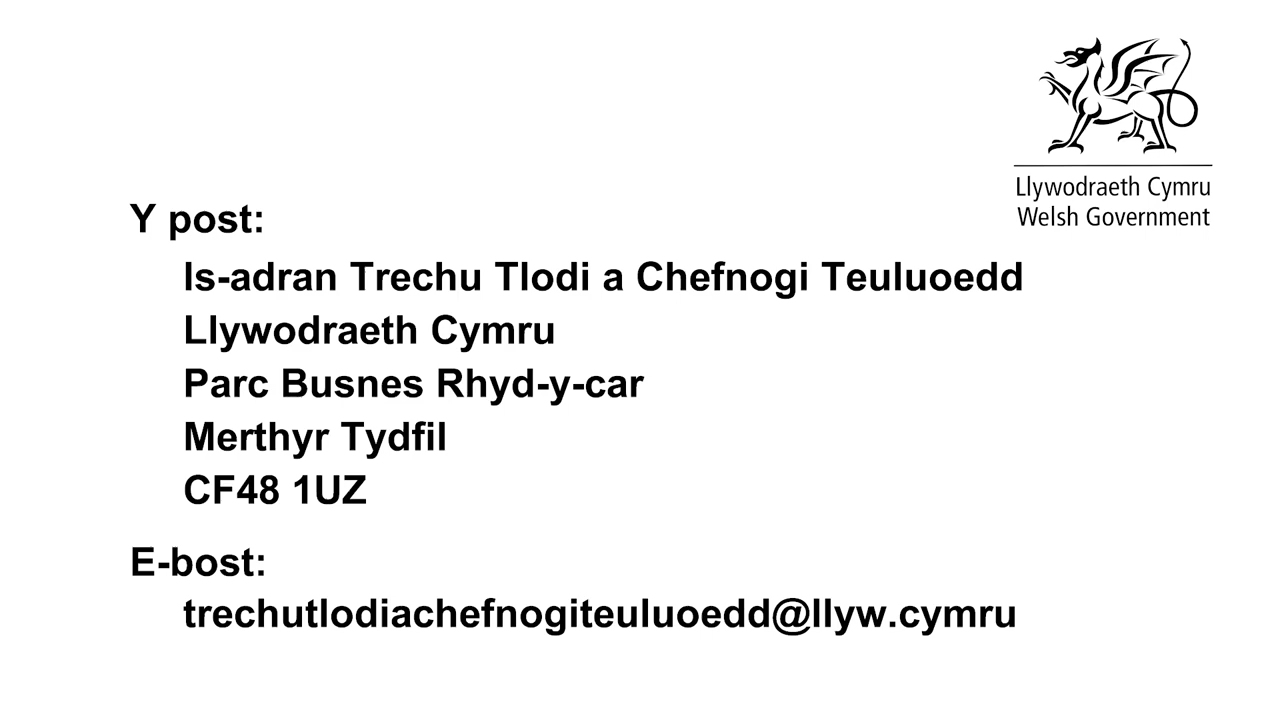 Llywodraeth Cymru
Welsh Government
Y post:
Is-adran Trechu Tlodi a Chefnogi Teuluoedd
Llywodraeth Cymru
Parc Busnes Rhyd-y-car
Merthyr Tydfil
CF48 1UZ
E-bost:
trechutlodiachefnogiteuluoedd@llyw.cymru